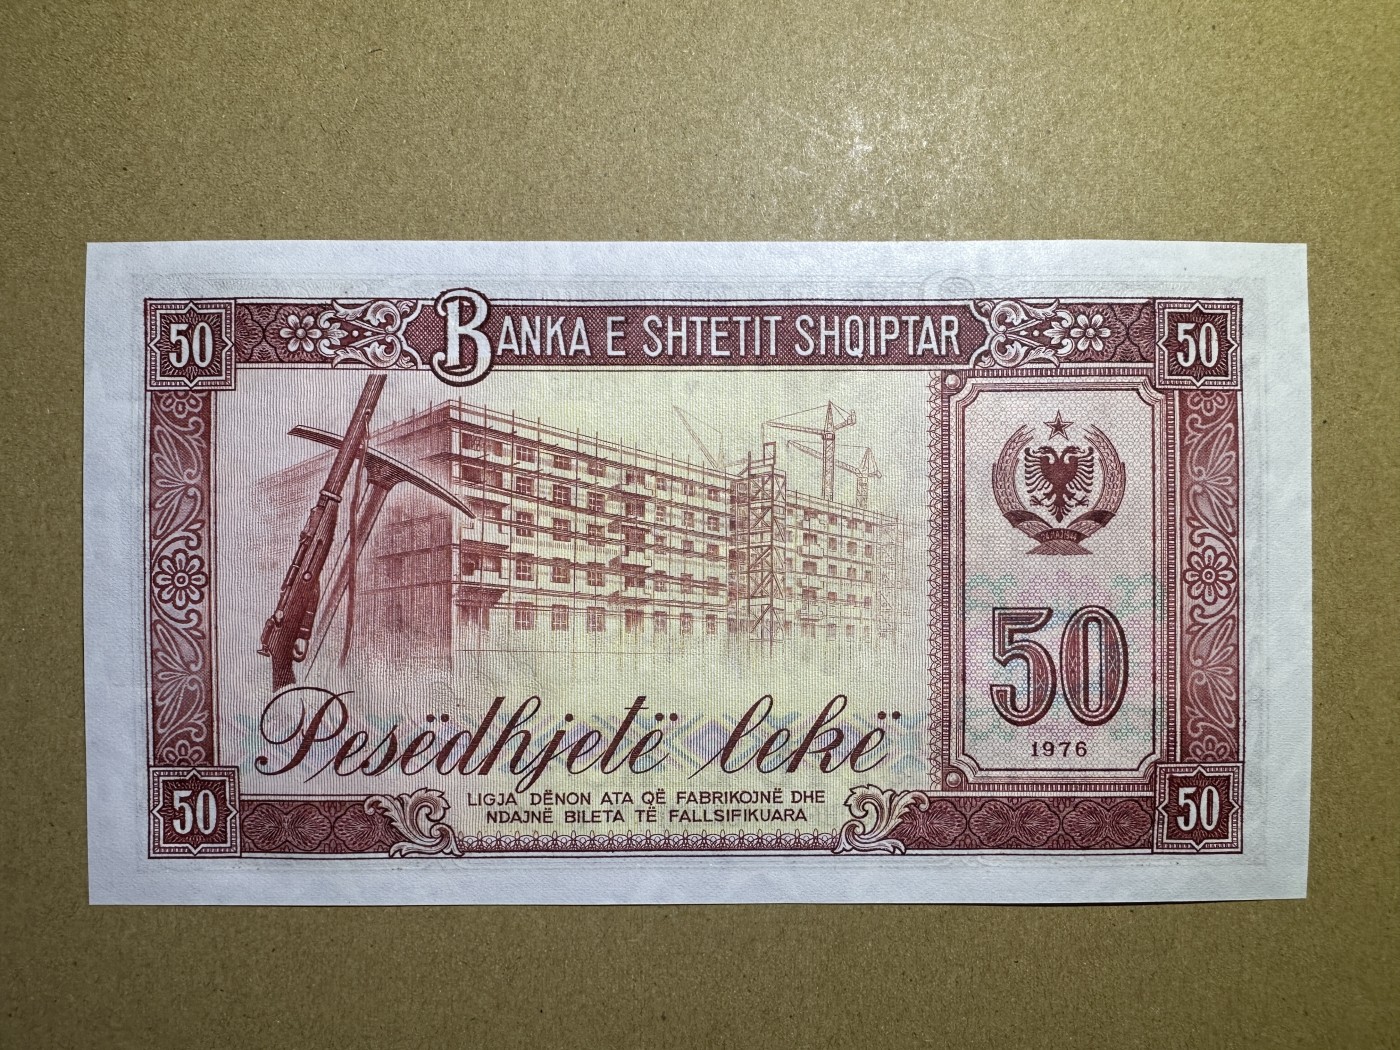 50
BANKA E SHTETIT SHQIPTAR
50
50
1976
Pesëdhjetë lekë
LIGJA DËNON ATA QË FABRIKOJNË DHE
NDAJNË BILETA TË FALLSIFIKUARA
50
50